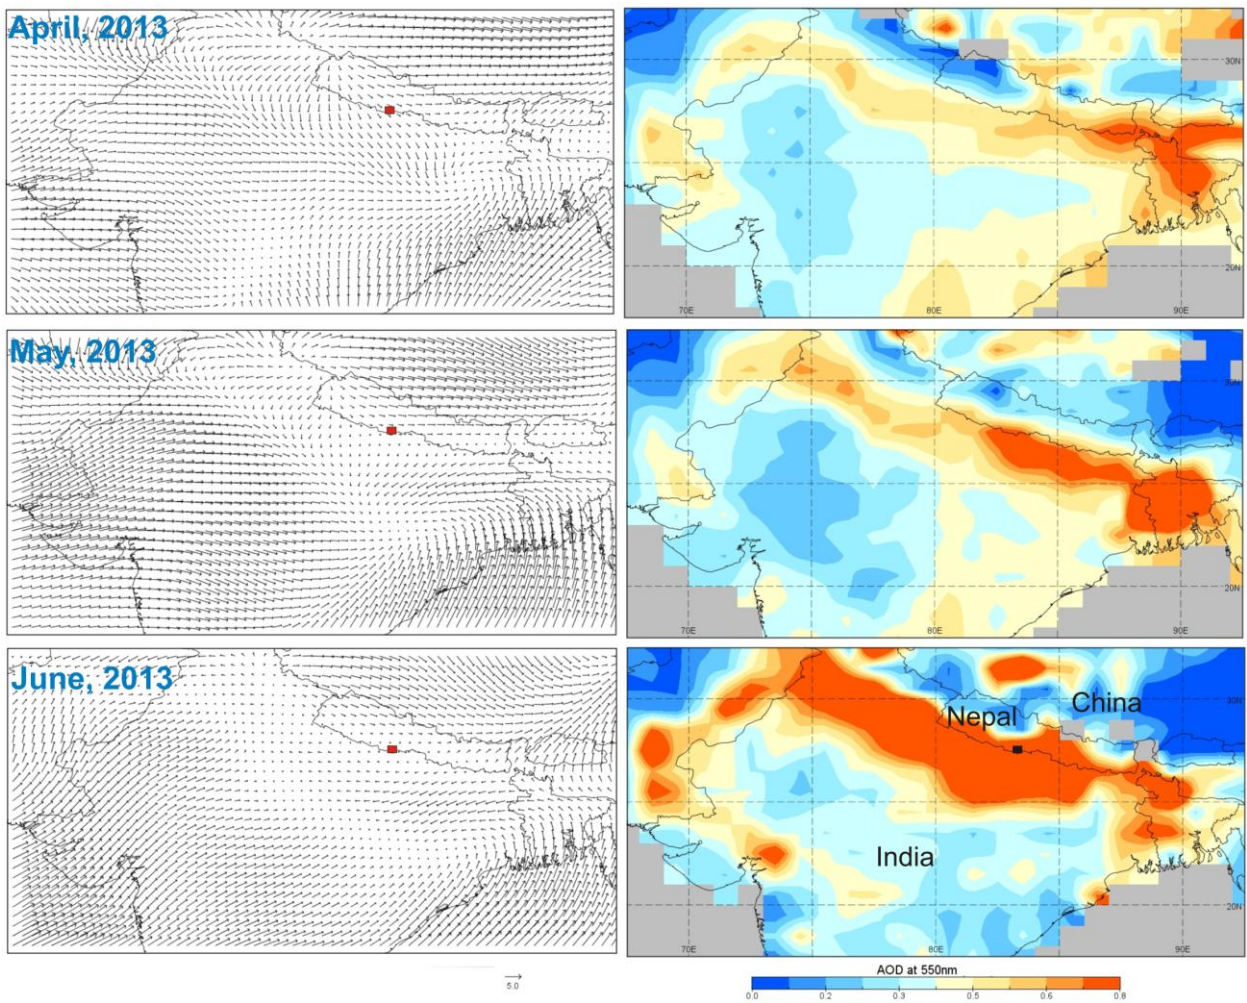 April, 2013
30N
20N
70E
80E
90E
May, 2013
30N
20N
70E
80E
90E
June, 2013
Nepal
China
30N
India
20N
70E
80E
90E
5.0
AOD at 550nm
0.0
0.2
0.3
0.5
0.6
0.8